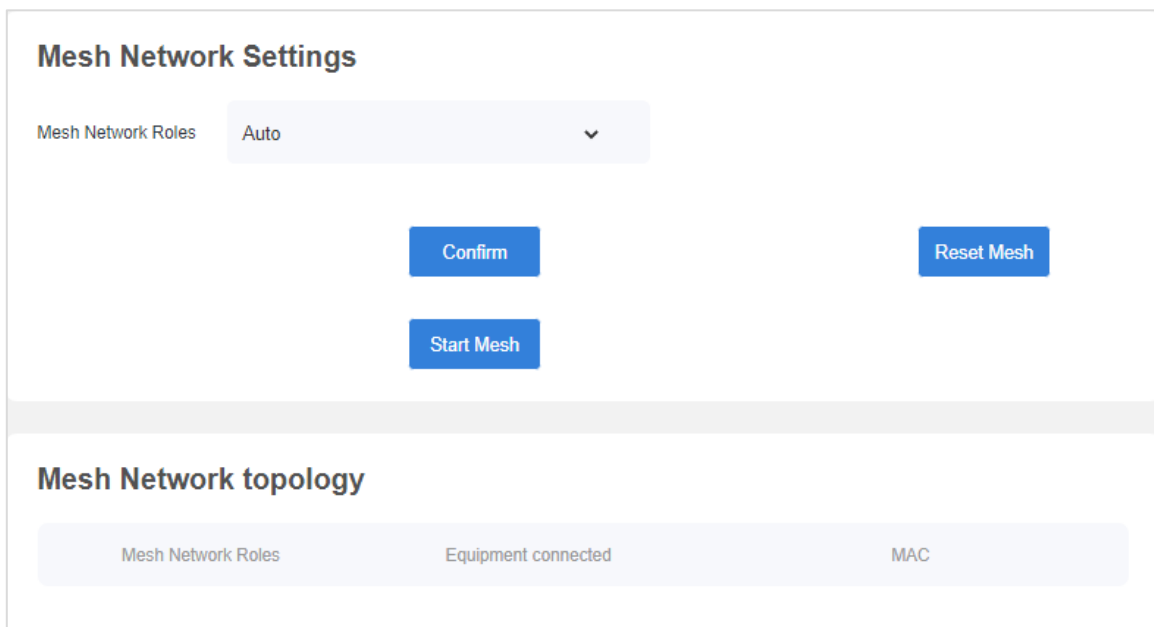 Mesh Network Settings
Mesh Network Roles Auto
Confirm Reset Mesh
Start Mesh
Mesh Network topology
Mesh Network Roles Equipment connected MAC